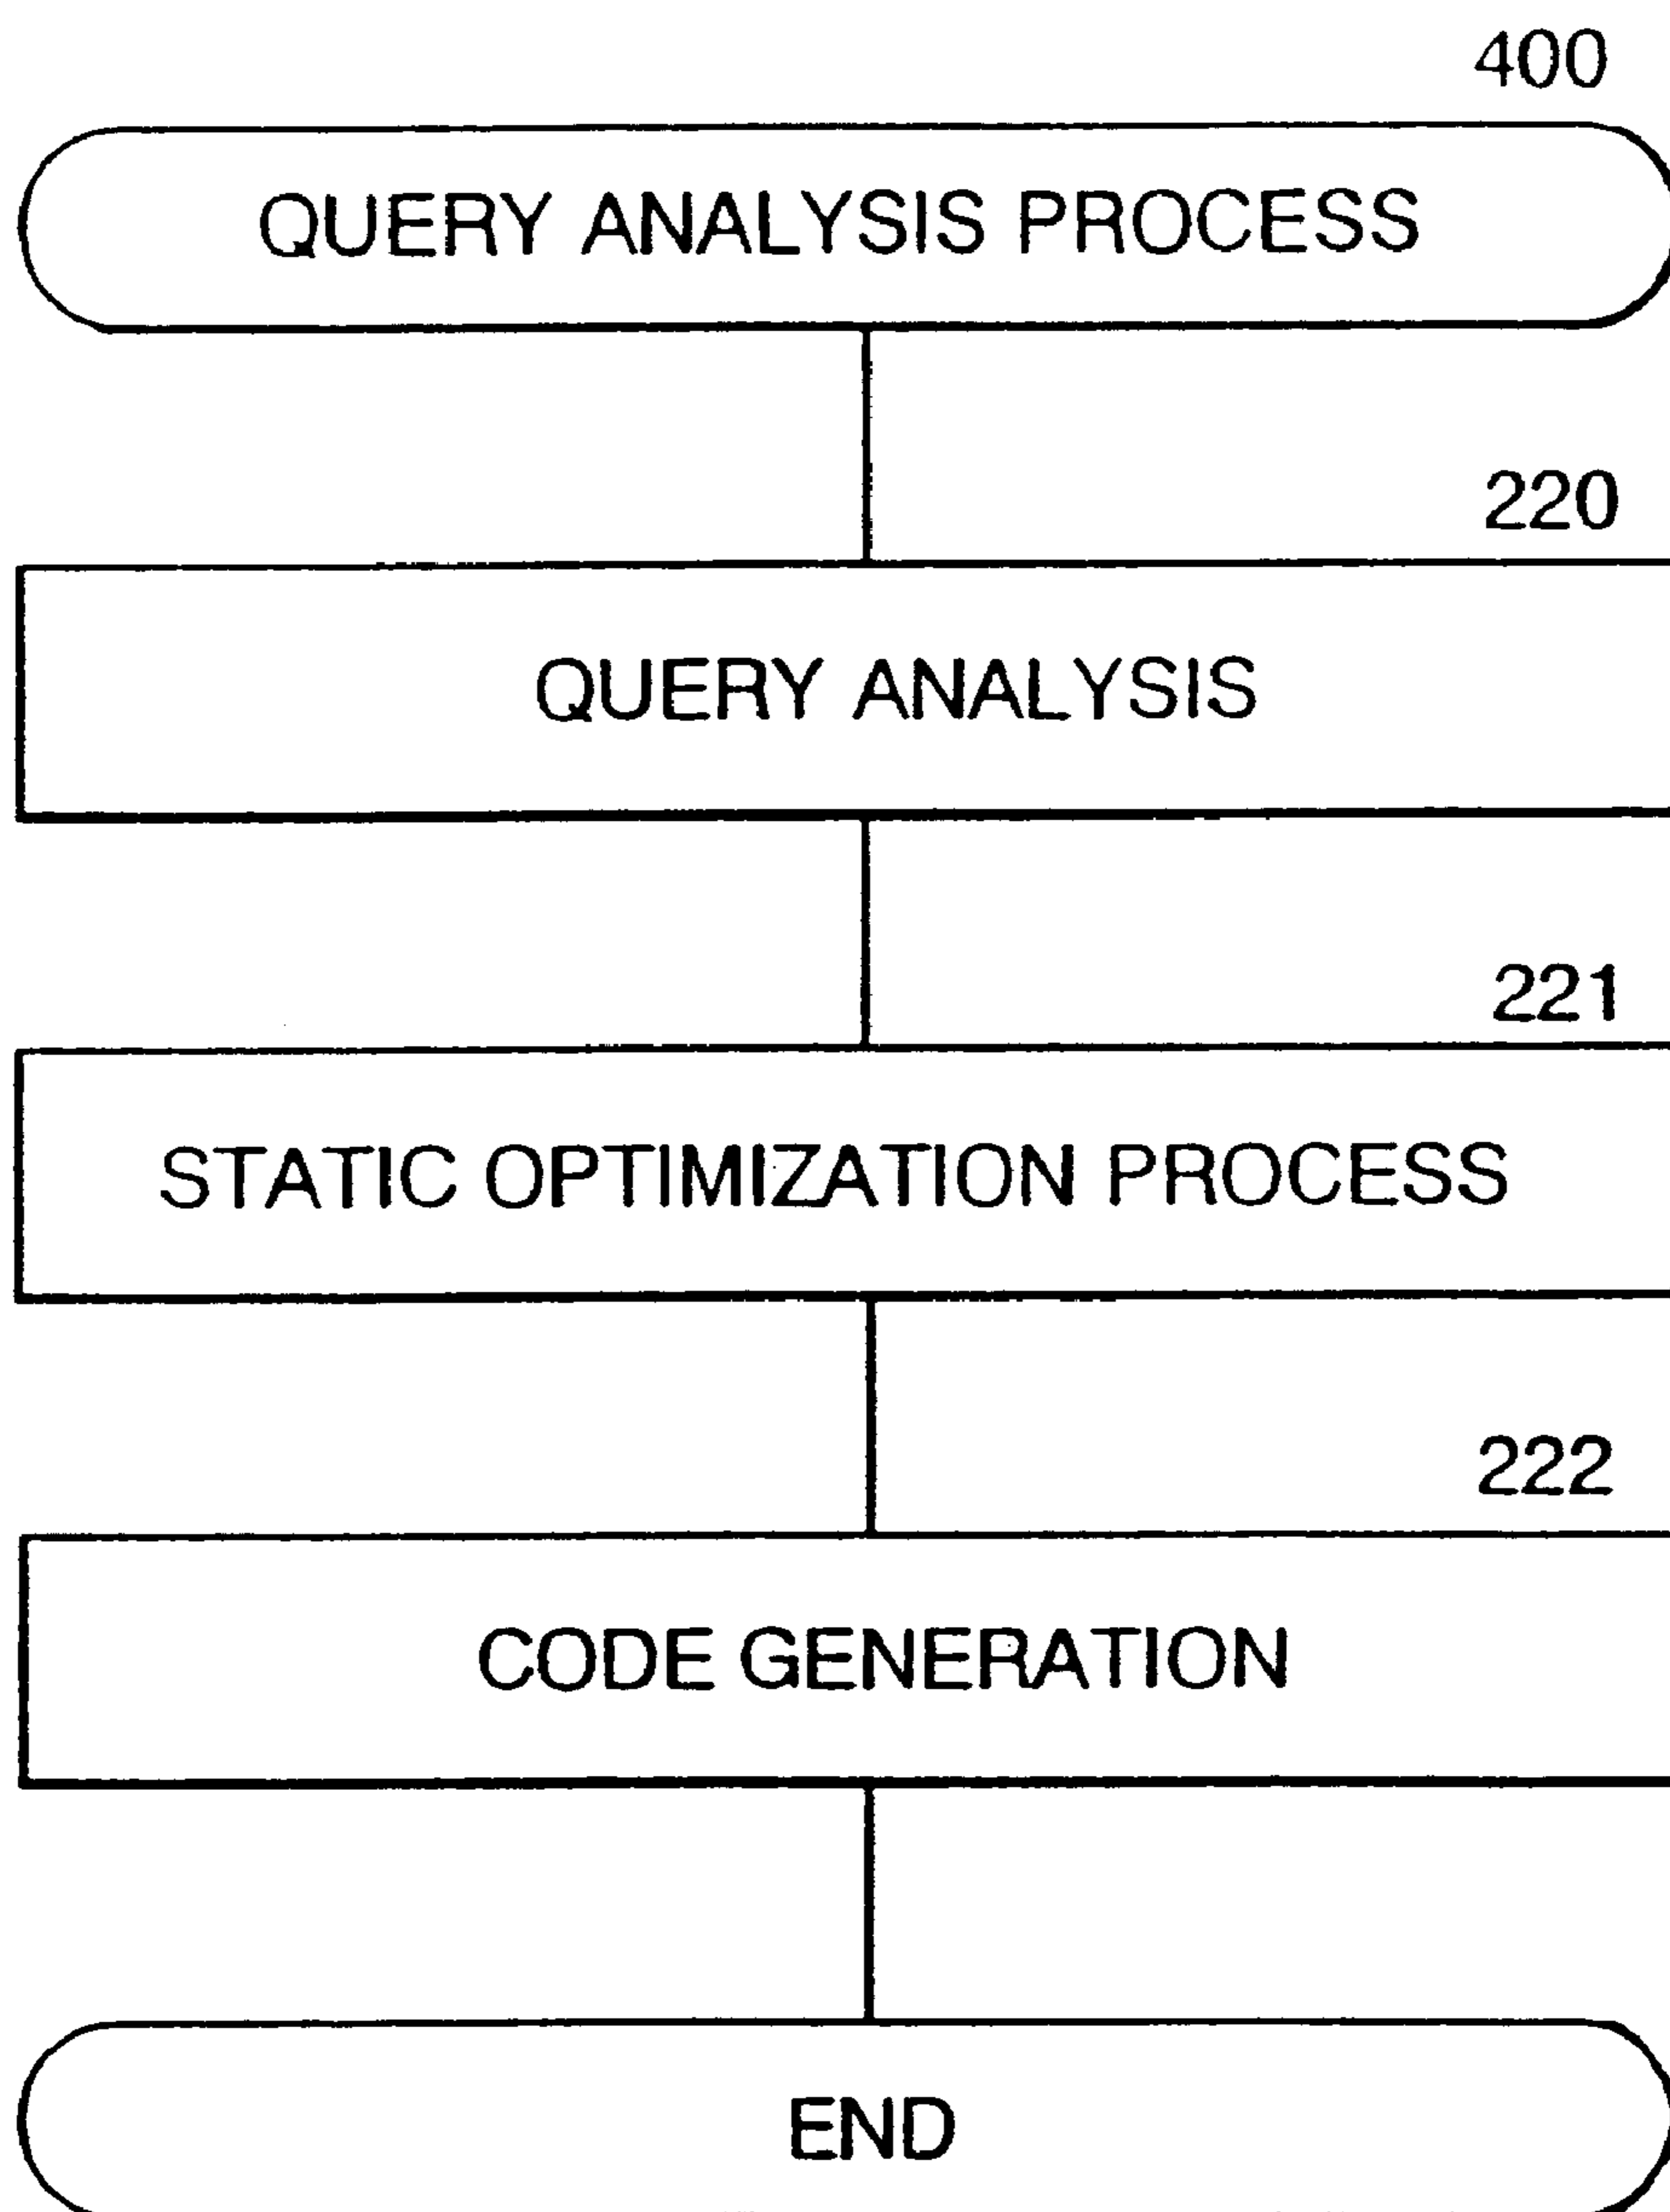 400
QUERY ANALYSIS PROCESS
220
QUERY ANALYSIS
221
STATIC OPTIMIZATION PROCESS
222
CODE GENERATION
END